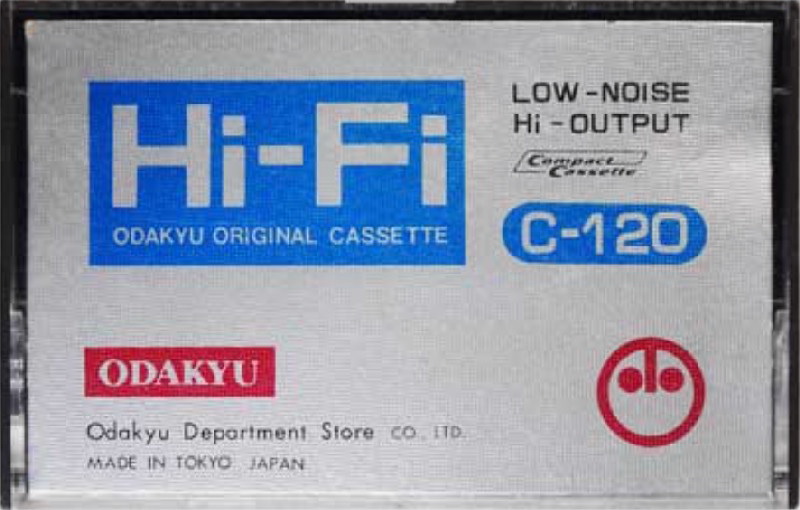 Hi-Fi
ODAKYU ORIGINAL CASSETTE
LOW-NOISE
Hi-OUTPUT
Compact
Cassette
C-120
ODAKYU
Odakyu Department Store CO., LTD.
MADE IN TOKYO JAPAN